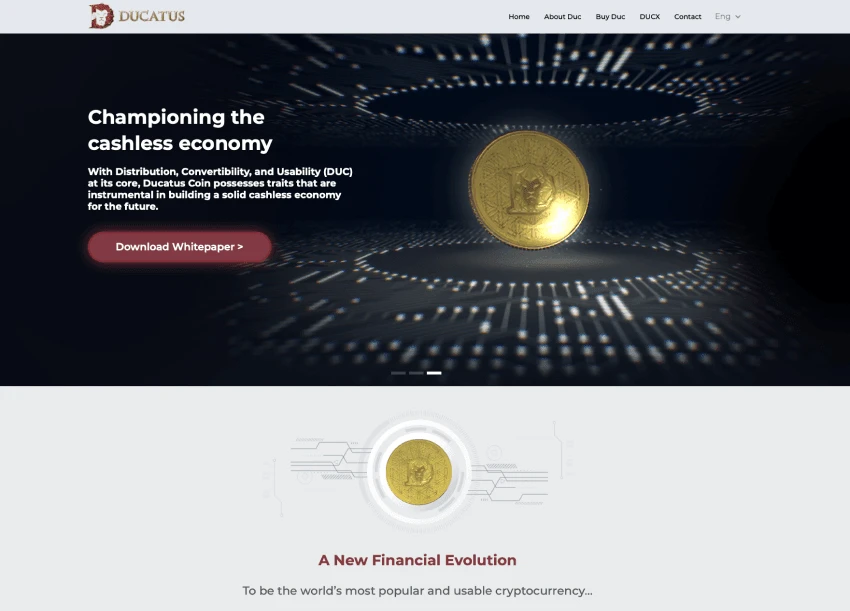 DUCATUS
Home About Duc Buy Duc DUCX Contact Eng
Championing the
cashless economy
With Distribution, Convertibility, and Usability (DUC)
at its core, Ducatus Coin possesses traits that are
instrumental in building a solid cashless economy
for the future.
Download Whitepaper >
A New Financial Evolution
To be the world's most popular and usable cryptocurrency...